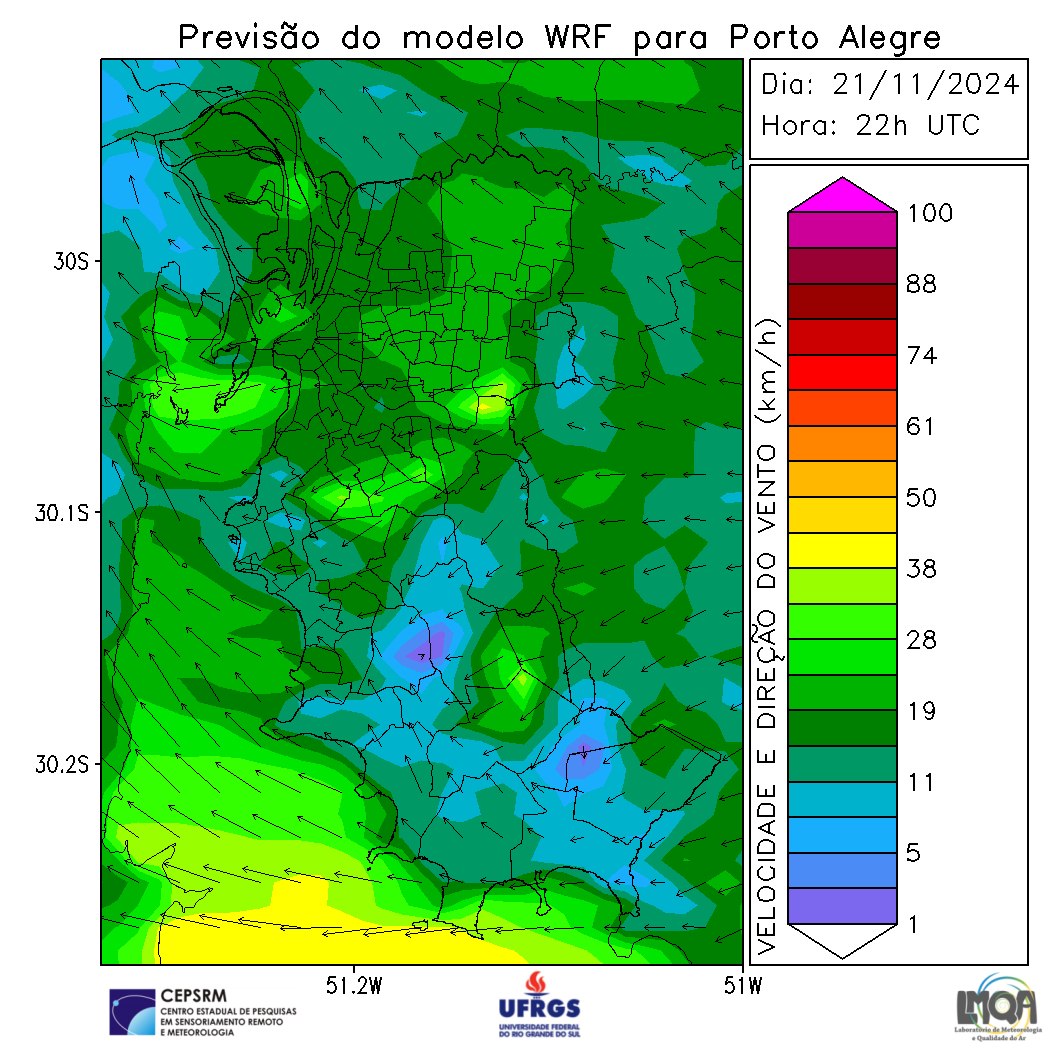 Previsão do modelo WRF para Porto Alegre
Dia: 21/11/2024
Hora: 22h UTC
30S
30.1S
30.2S
51.2W
51W
VELOCIDADE E DIREÇÃO DO VENTO (km/h)
100
88
74
61
50
38
28
19
11
5
1
CEPSRM
CENTRO ESTADUAL DE PESQUISAS
EM SENSORIAMENTO REMOTO
E METEOROLOGIA
UFRGS
UNIVERSIDADE FEDERAL
DO RIO GRANDE DO SUL
LMQA
Laboratório de Meteorologia
e Qualidade do Ar